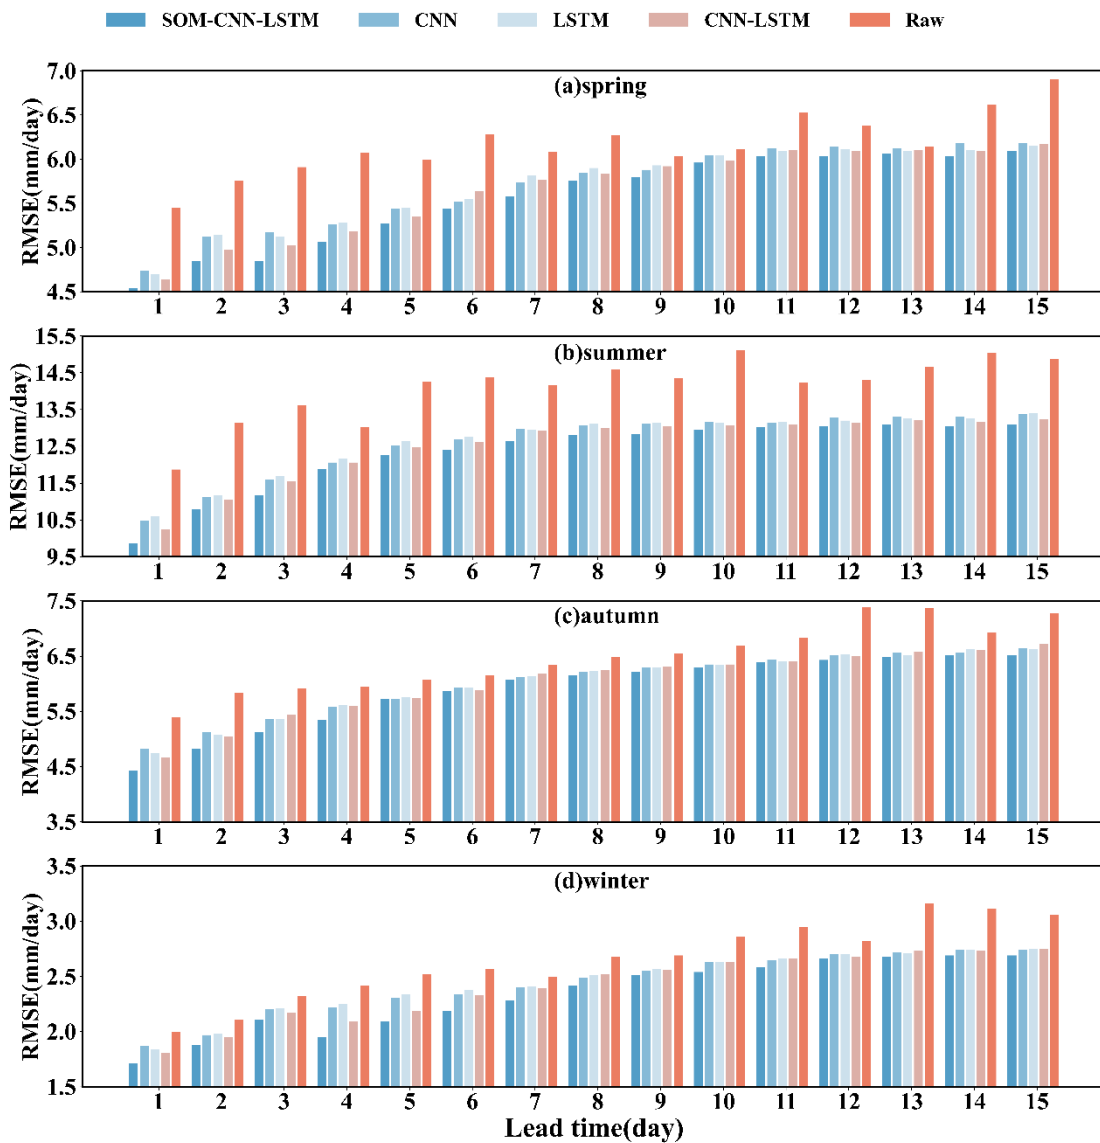 SOM-CNN-LSTM CNN LSTM CNN-LSTM Raw
(a)spring
RMSE(mm/day)
7.0
6.5
6.0
5.5
5.0
4.5
1 2 3 4 5 6 7 8 9 10 11 12 13 14 15
(b)summer
RMSE(mm/day)
15.5
14.5
13.5
12.5
11.5
10.5
9.5
1 2 3 4 5 6 7 8 9 10 11 12 13 14 15
(c)autumn
RMSE(mm/day)
7.5
6.5
5.5
4.5
3.5
1 2 3 4 5 6 7 8 9 10 11 12 13 14 15
(d)winter
RMSE(mm/day)
3.5
3.0
2.5
2.0
1.5
1 2 3 4 5 6 7 8 9 10 11 12 13 14 15
Lead time(day)